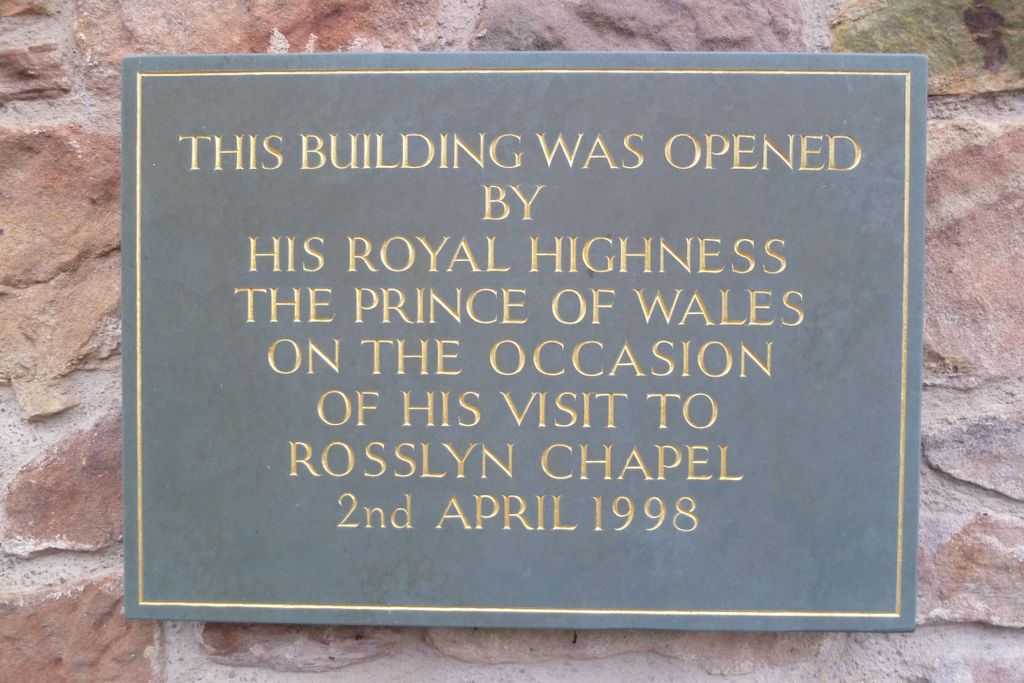 THIS BUILDING WAS OPENED
BY
HIS ROYAL HIGHNESS
THE PRINCE OF WALES
ON THE OCCASION
OF HIS VISIT TO
ROSSLYN CHAPEL
2nd APRIL 1998